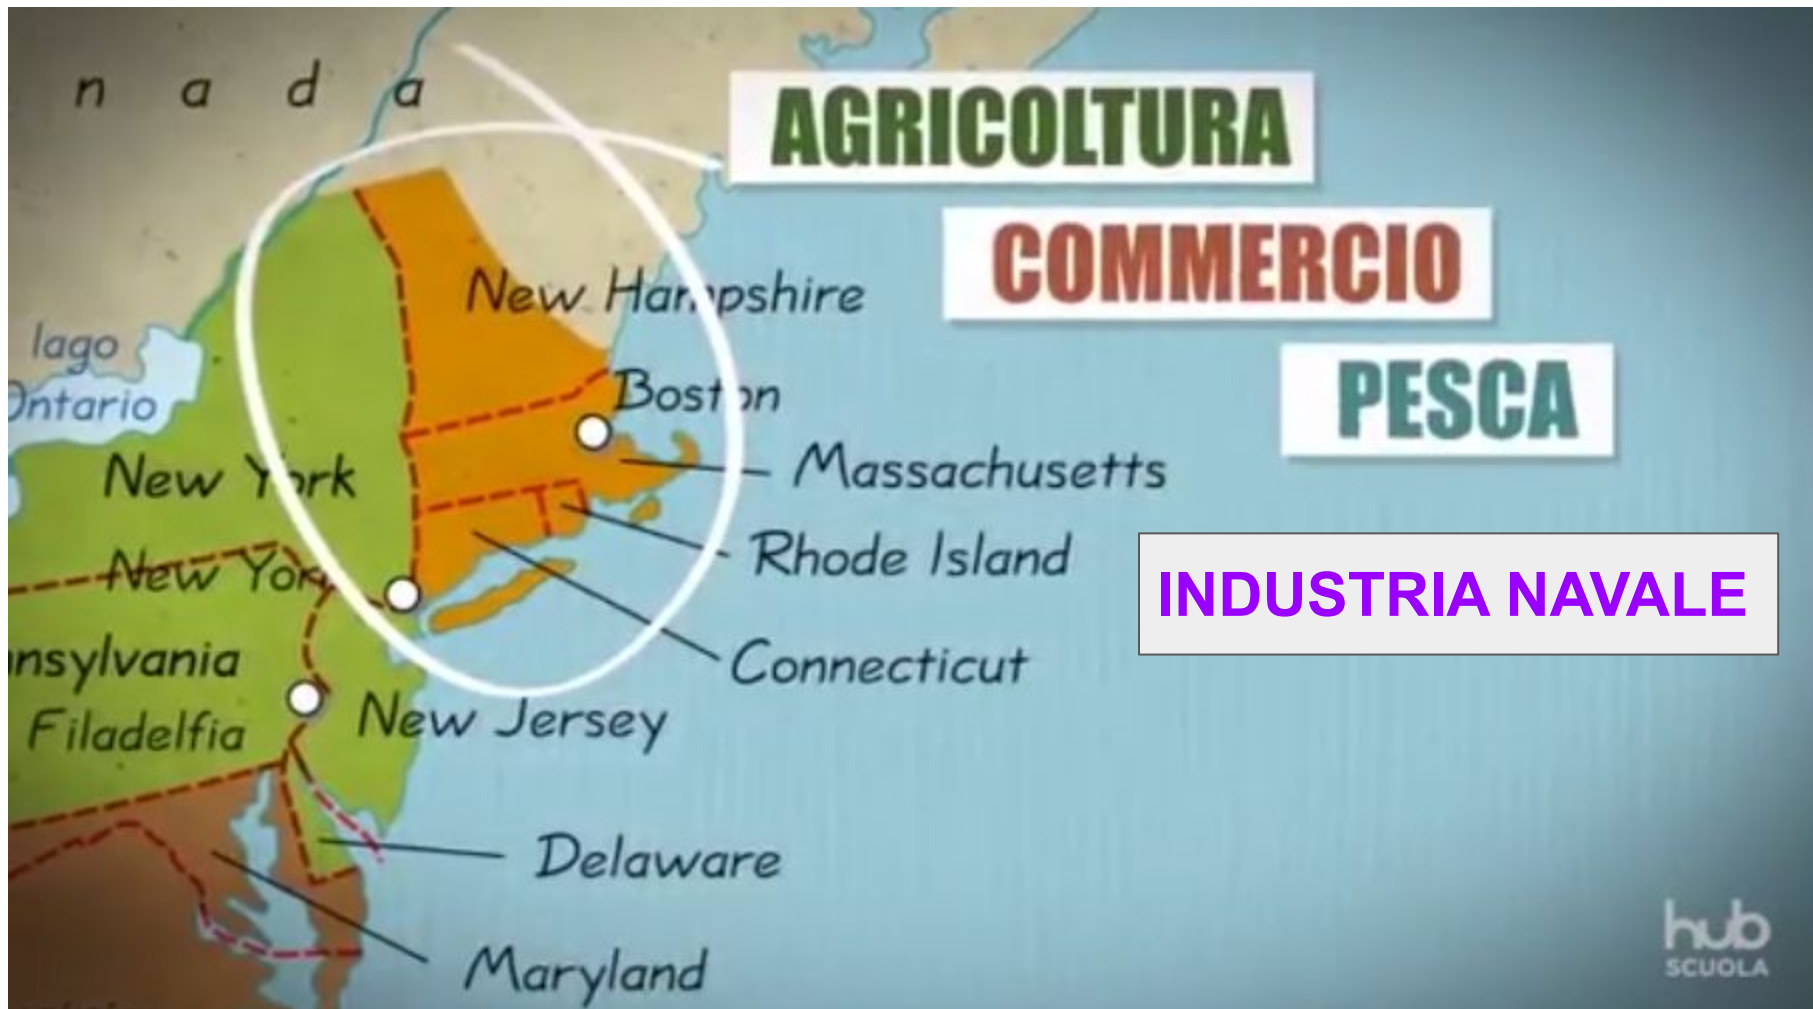 n a d a
AGRICOLTURA
COMMERCIO
PESCA
New Hampshire
lago
Ontario
Boston
Massachusetts
New York
Rhode Island
New York
INDUSTRIA NAVALE
Connecticut
nnsylvania
New Jersey
Filadelfia
Delaware
Maryland
hub
SCUOLA